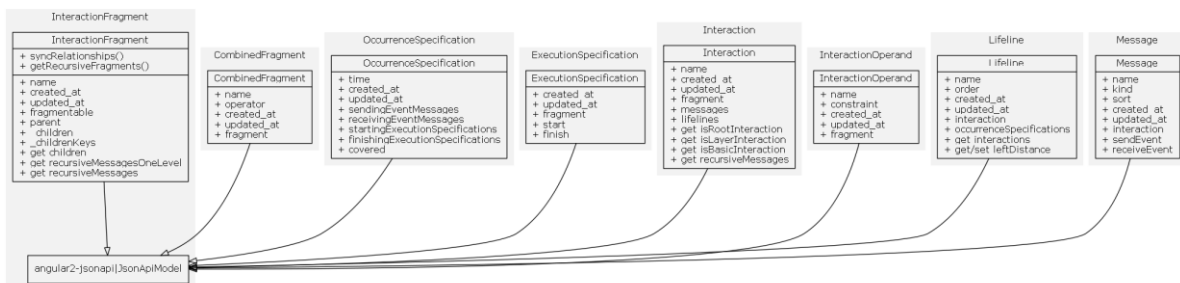 InteractionFragment
InteractionFragment
+ syncRelationships()
+ getRecursiveFragments()
+ name
+ created_at
+ updated_at
+ fragmentable
+ parent
+ _children
+ _childrenKeys
+ get children
+ get recursiveMessagesOneLevel
+ get recursiveMessages
CombinedFragment
CombinedFragment
+ name
+ operator
+ created_at
+ updated_at
+ fragment
OccurrenceSpecification
OccurrenceSpecification
+ time
+ created_at
+ updated_at
+ sendingEventMessages
+ receivingEventMessages
+ startingExecutionSpecifications
+ finishingExecutionSpecifications
+ covered
ExecutionSpecification
ExecutionSpecification
+ created_at
+ updated_at
+ fragment
+ start
+ finish
Interaction
Interaction
+ name
+ created_at
+ updated_at
+ fragment
+ messages
+ lifelines
+ get isRootInteraction
+ get isLayerInteraction
+ get isBasicInteraction
+ get recursiveMessages
InteractionOperand
InteractionOperand
+ name
+ constraint
+ created_at
+ updated_at
+ fragment
Lifeline
Lifeline
+ name
+ order
+ created_at
+ updated_at
+ interaction
+ occurrenceSpecifications
+ get interactions
+ get/set leftDistance
Message
Message
+ name
+ kind
+ sort
+ created_at
+ updated_at
+ interaction
+ sendEvent
+ receiveEvent
angular2-jsonapi|JsonApiModel